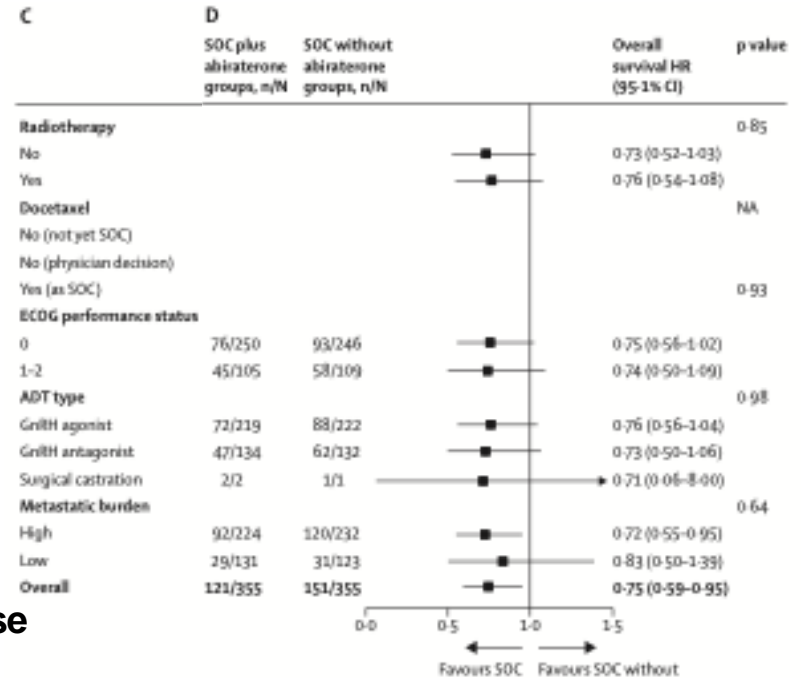 C D
SOC plus abiraterone groups, n/N SOC without abiraterone groups, n/N Overall survival HR (95·1% CI) p value
Radiotherapy 0·85
No 0·73 (0·52–1·03)
Yes 0·76 (0·54–1·08)
Docetaxel NA
No (not yet SOC)
No (physician decision)
Yes (as SOC) 0·93
ECOG performance status
0 76/250 93/246 0·75 (0·56–1·02)
1–2 45/105 58/109 0·74 (0·50–1·09)
ADT type 0·98
GnRH agonist 72/219 88/222 0·76 (0·56–1·04)
GnRH antagonist 47/134 62/132 0·73 (0·50–1·06)
Surgical castration 2/2 1/1 0·71 (0·06–8·00)
Metastatic burden 0·64
High 92/224 120/232 0·72 (0·55–0·95)
Low 29/131 31/123 0·83 (0·50–1·39)
Overall 121/355 151/355 0·75 (0·59–0·95)
se
0·0 0·5 1·0 1·5
Favours SOC Favours SOC without